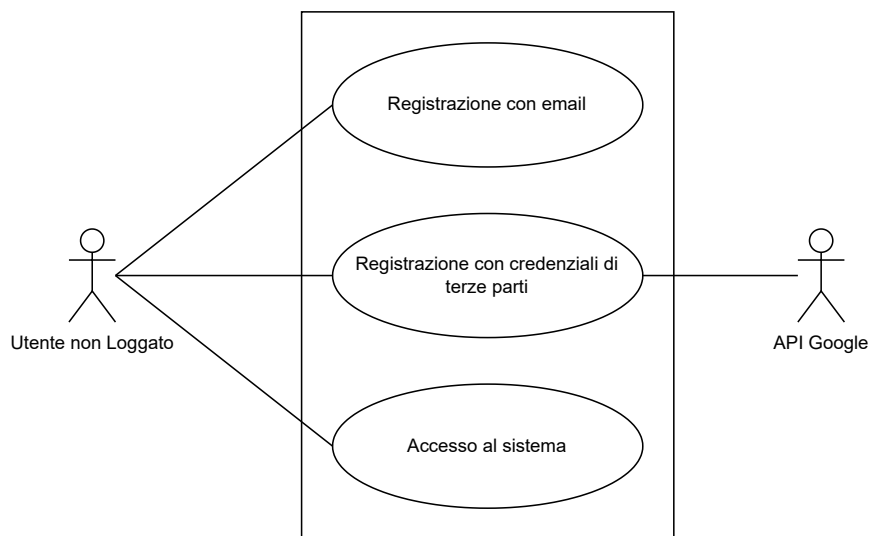 Registrazione con email
Registrazione con credenziali di
terze parti
Utente non Loggato
API Google
Accesso al sistema